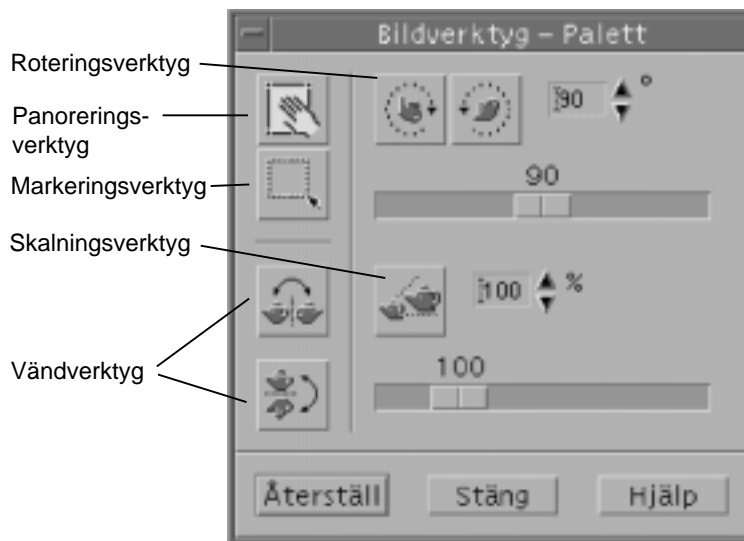 Bildverktyg – Palett
Roteringsverktyg
Panorerings-
verktyg
Markeringsverktyg
Skalningsverktyg
Vändverktyg
90 °
90
100 %
100
Återställ
Stäng
Hjälp